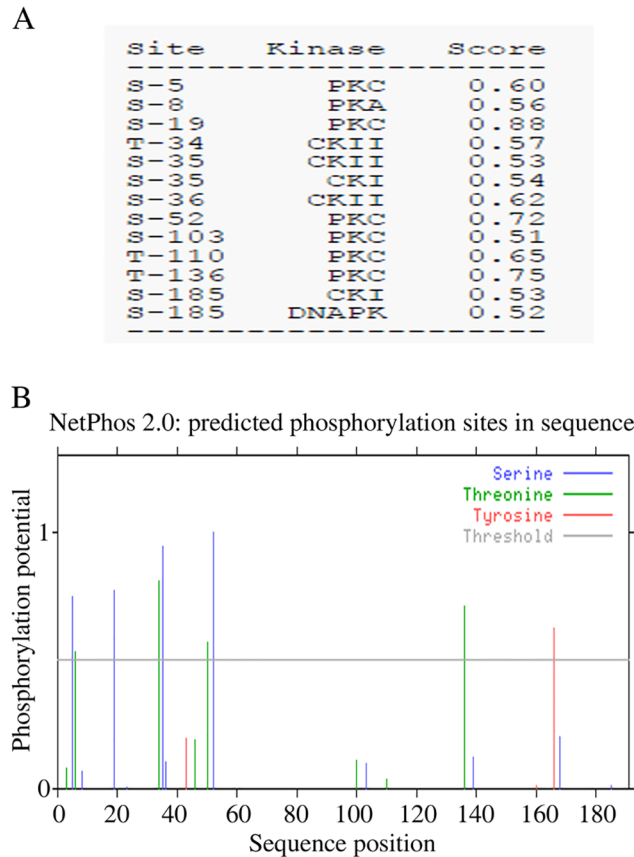 A
Site Kinase Score
---------------------
S-5 PKC 0.60
S-8 PKA 0.56
S-19 PKC 0.88
T-34 CKII 0.57
S-35 CKII 0.53
S-35 CKI 0.54
S-36 CKII 0.62
S-52 PKC 0.72
S-103 PKC 0.51
T-110 PKC 0.65
T-136 PKC 0.75
S-185 CKI 0.53
S-185 DNAPK 0.52
---------------------
B
NetPhos 2.0: predicted phosphorylation sites in sequence
Serine
Threonine
Tyrosine
Threshold
Phosphorylation potential
1
0
0 20 40 60 80 100 120 140 160 180
Sequence position